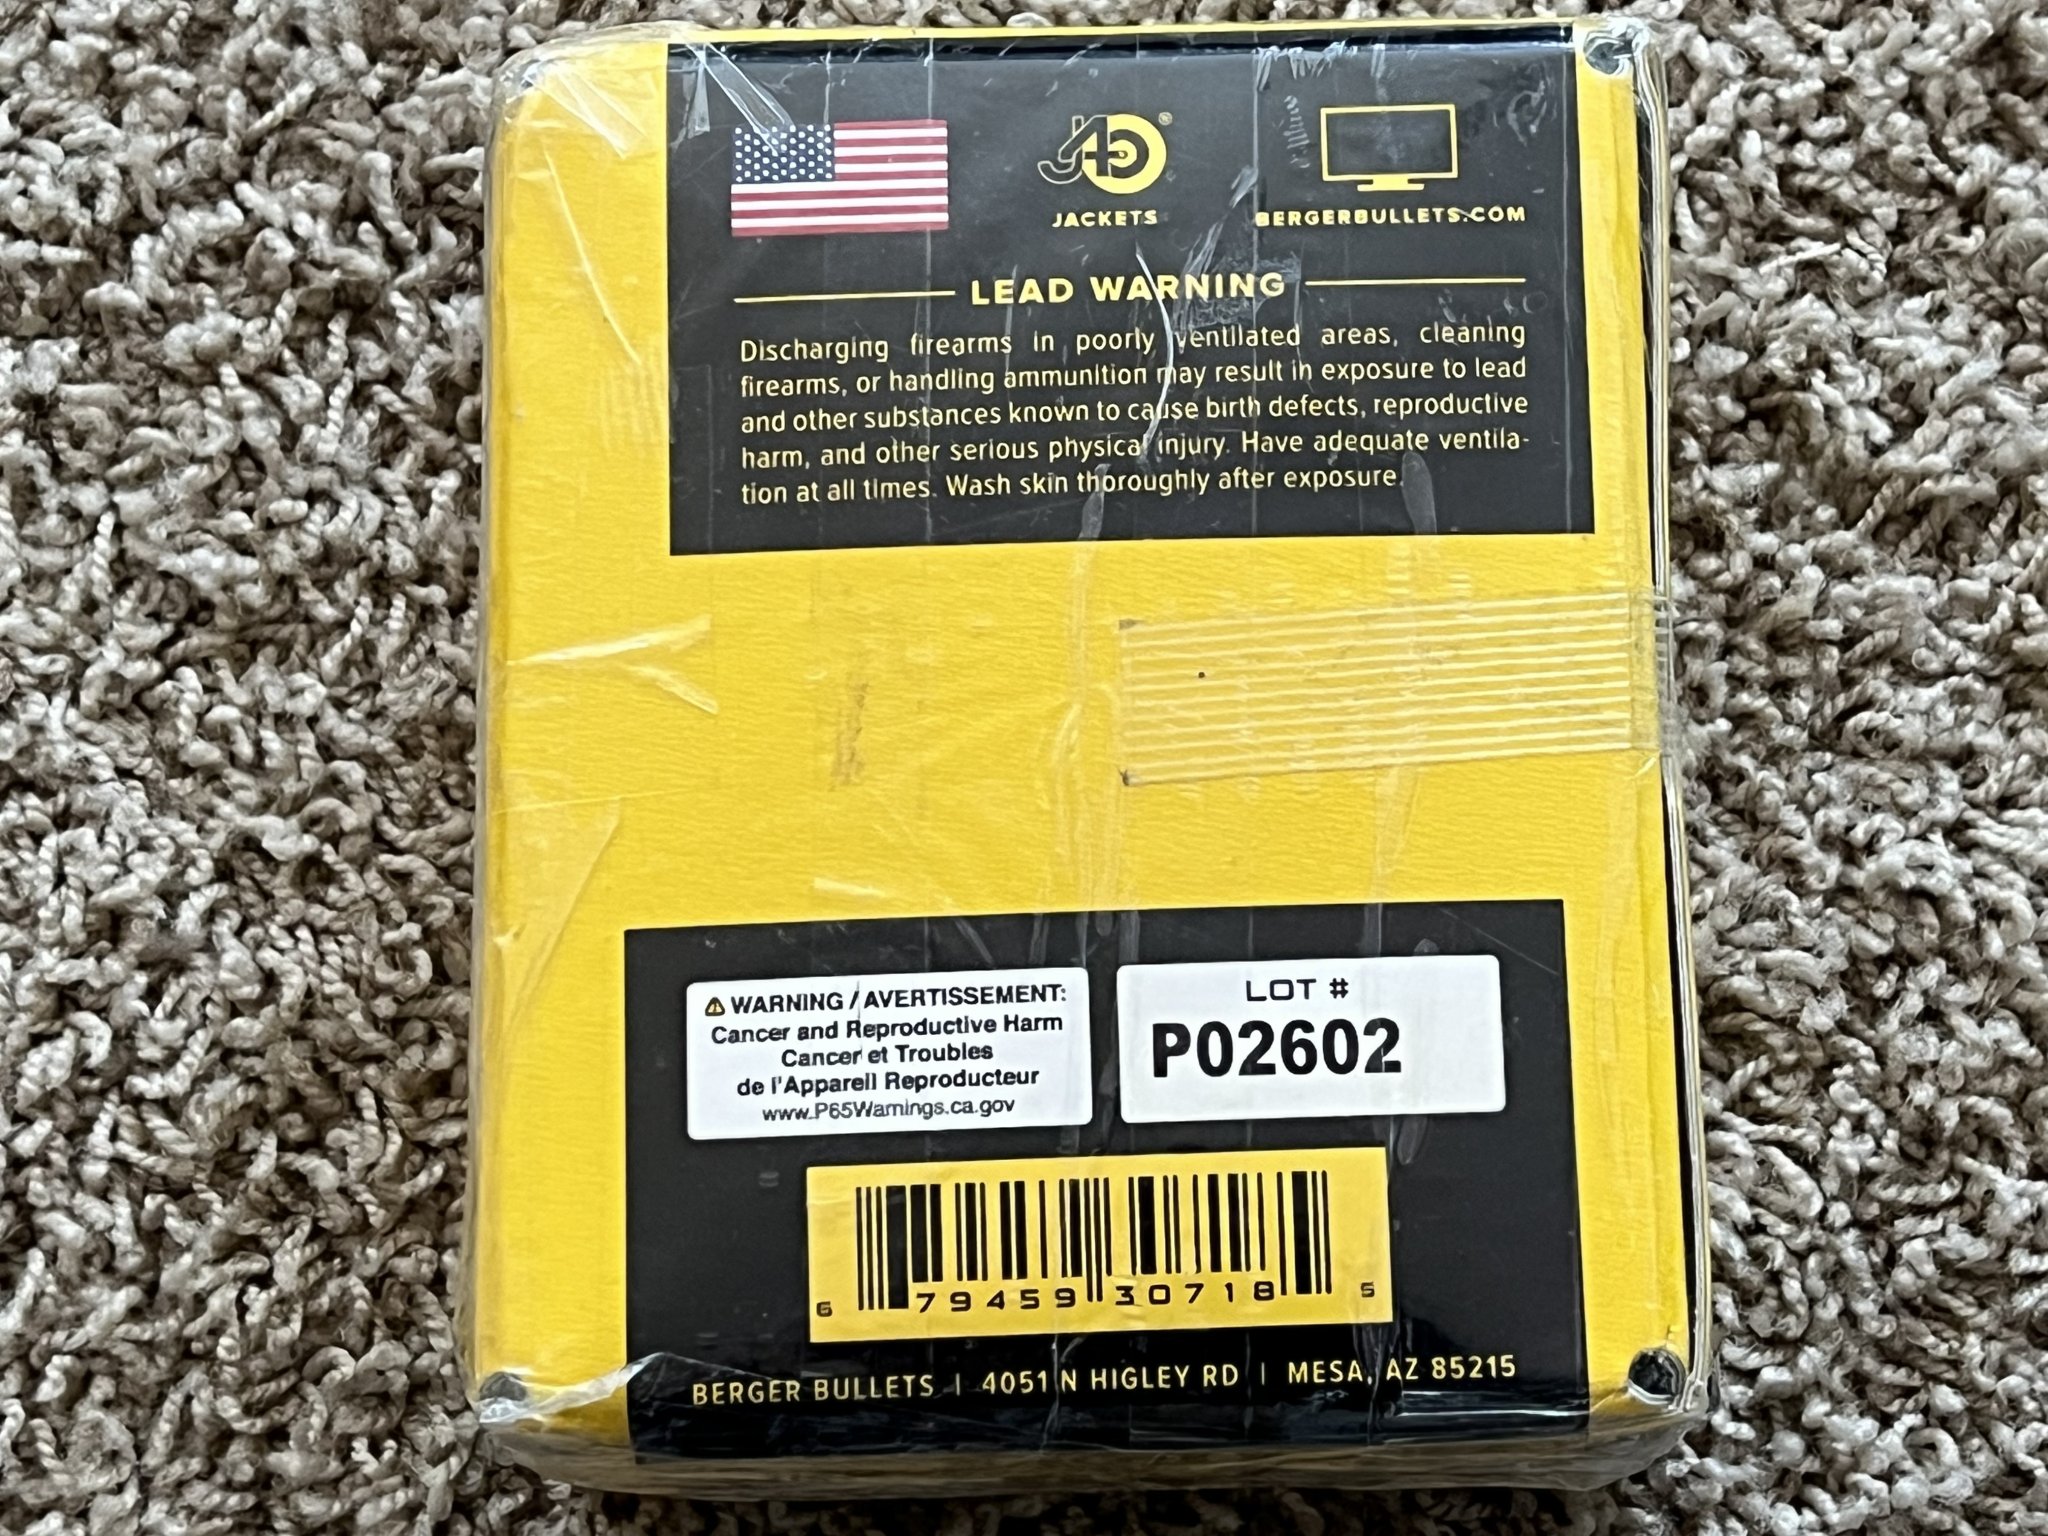 J4 ®
JACKETS
BERGERBULLETS.COM
LEAD WARNING
Discharging firearms in poorly ventilated areas, cleaning
firearms, or handling ammunition may result in exposure to lead
and other substances known to cause birth defects, reproductive
harm, and other serious physical injury. Have adequate ventila-
tion at all times. Wash skin thoroughly after exposure.
WARNING / AVERTISSEMENT:
Cancer and Reproductive Harm
Cancer et Troubles
de l'Appareil Reproducteur
www.P65Warnings.ca.gov
LOT #
P02602
6 79459 30718 5
BERGER BULLETS | 4051 N HIGLEY RD | MESA, AZ 85215